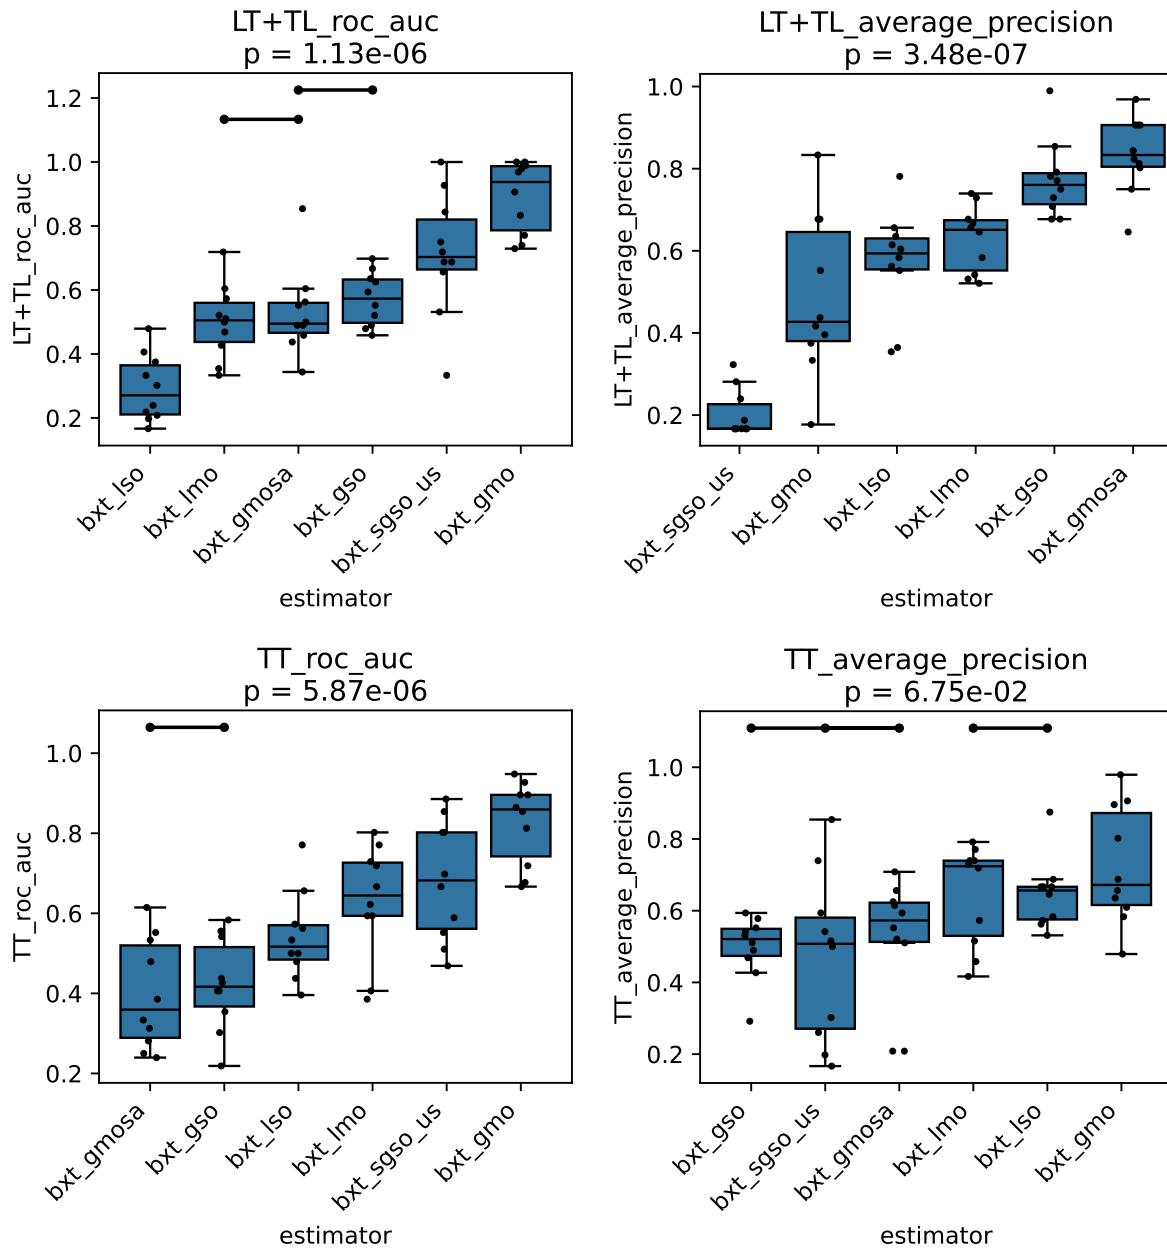 LT+TL_roc_auc
p = 1.13e-06
LT+TL_roc_auc
1.2
1.0
0.8
0.6
0.4
0.2
bxt_lso
bxt_lmo
bxt_gmosa
bxt_gso
bxt_sgso_us
bxt_gmo
estimator
LT+TL_average_precision
p = 3.48e-07
LT+TL_average_precision
1.0
0.8
0.6
0.4
0.2
bxt_sgso_us
bxt_gmo
bxt_lso
bxt_lmo
bxt_gso
bxt_gmosa
estimator
TT_roc_auc
p = 5.87e-06
TT_roc_auc
1.0
0.8
0.6
0.4
0.2
bxt_gmosa
bxt_gso
bxt_lso
bxt_lmo
bxt_sgso_us
bxt_gmo
estimator
TT_average_precision
p = 6.75e-02
TT_average_precision
1.0
0.8
0.6
0.4
0.2
bxt_gso
bxt_sgso_us
bxt_gmosa
bxt_lmo
bxt_lso
bxt_gmo
estimator